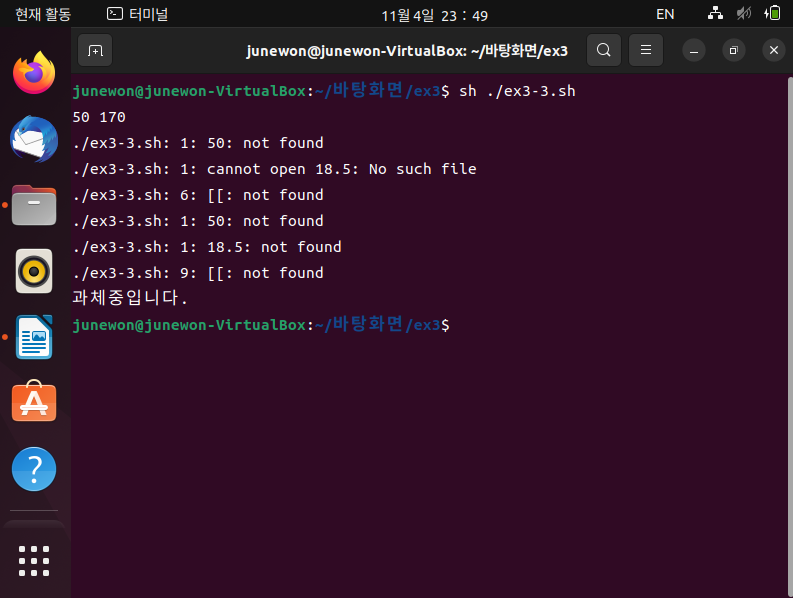 현재 활동
터미널
11월 4일 23 : 49
EN
junewon@junewon-VirtualBox: ~/바탕화면/ex3
junewon@junewon-VirtualBox:~/바탕화면/ex3$ sh ./ex3-3.sh
50 170
./ex3-3.sh: 1: 50: not found
./ex3-3.sh: 1: cannot open 18.5: No such file
./ex3-3.sh: 6: [[: not found
./ex3-3.sh: 1: 50: not found
./ex3-3.sh: 1: 18.5: not found
./ex3-3.sh: 9: [[: not found
과체중입니다.
junewon@junewon-VirtualBox:~/바탕화면/ex3$